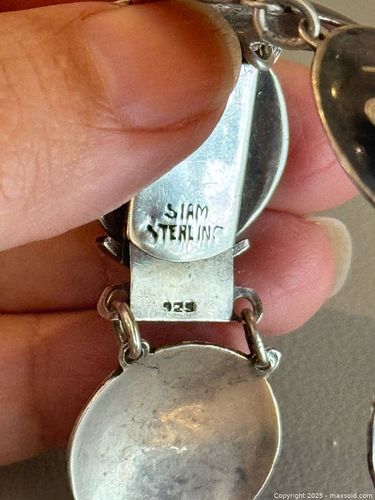 SIAM
STERLING
925
Copyright 2025 - maxsold.com